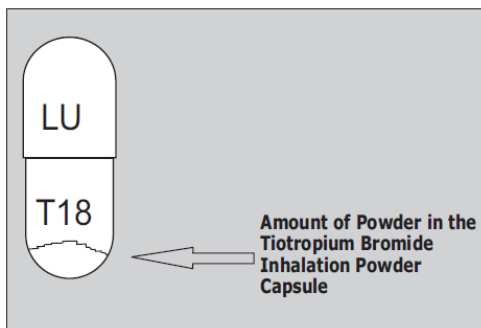 LU
T18
Amount of Powder in the
Tiotropium Bromide
Inhalation Powder
Capsule